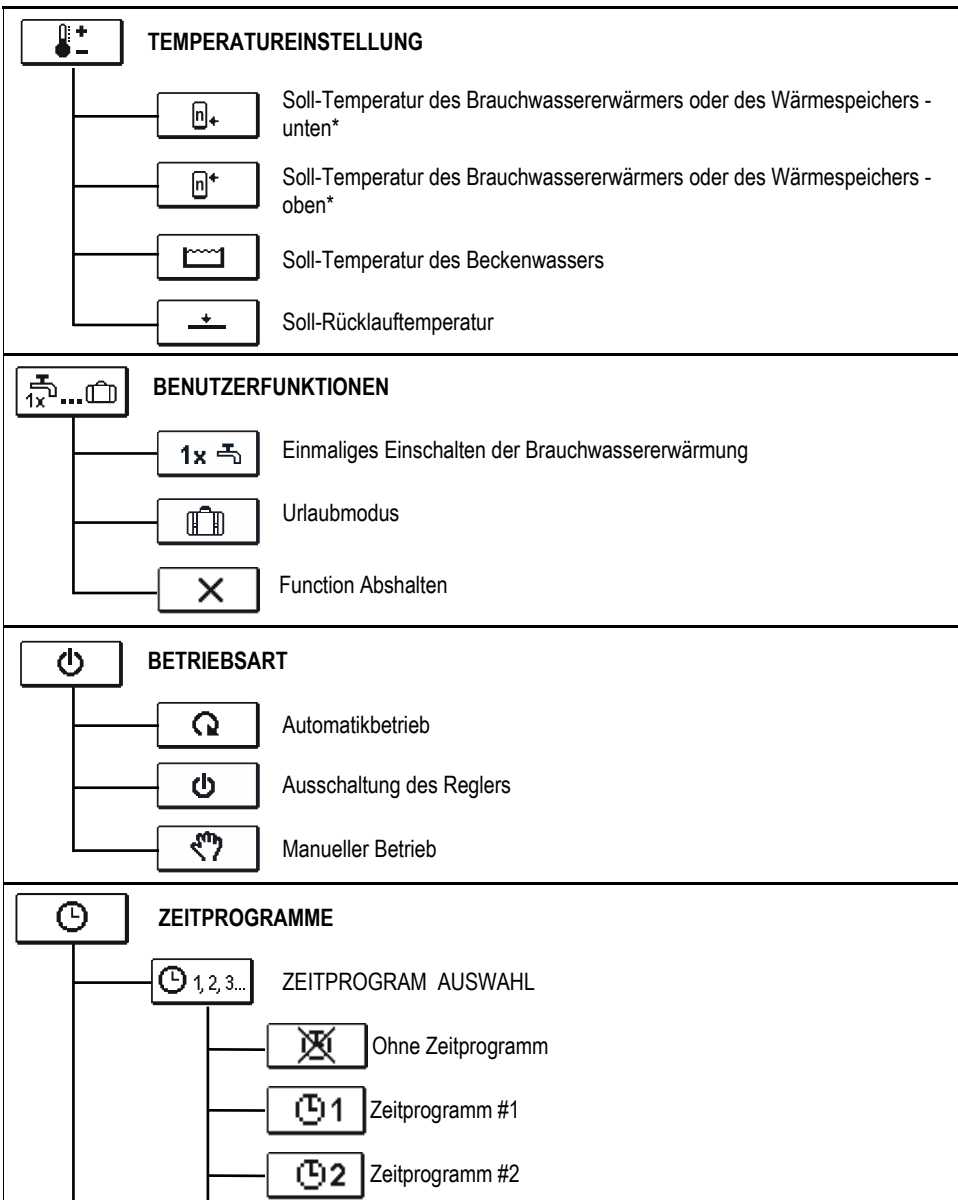 TEMPERATUREINSTELLUNG
n
Soll-Temperatur des Brauchwassererwärmers oder des Wärmespeichers -
unten*
n
Soll-Temperatur des Brauchwassererwärmers oder des Wärmespeichers -
oben*
Soll-Temperatur des Beckenwassers
Soll-Rücklauftemperatur
1x ...
BENUTZERFUNKTIONEN
1x
Einmaliges Einschalten der Brauchwassererwärmung
Urlaubmodus
Function Abshalten
BETRIEBSART
Automatikbetrieb
Ausschaltung des Reglers
Manueller Betrieb
ZEITPROGRAMME
1, 2, 3...
ZEITPROGRAM AUSWAHL
Ohne Zeitprogramm
1
Zeitprogramm #1
2
Zeitprogramm #2